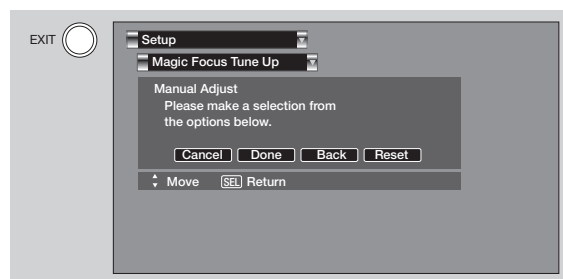 EXIT
Setup
Magic Focus Tune Up
Manual Adjust
Please make a selection from
the options below.
Cancel Done Back Reset
Move SEL Return